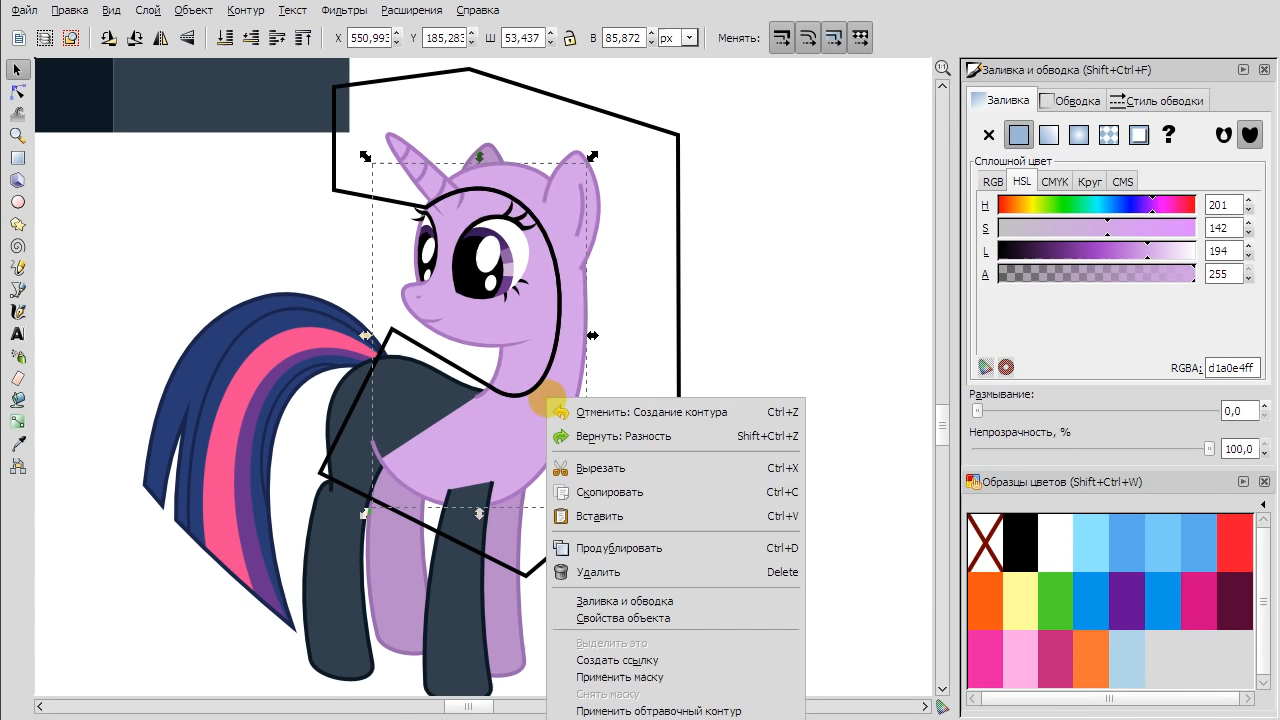 Файл Правка Вид Слой Объект Контур Текст Фильтры Расширения Справка
X 550,993 Y 185,283 Ш 53,437 В 85,872 px Менять:
Заливка и обводка (Shift+Ctrl+F)
Заливка Обводка Стиль обводки
Сплошной цвет
RGB HSL CMYK Круг CMS
H 201
S 142
L 194
A 255
RGBA: d1a0e4ff
Размывание:
0,0
Непрозрачность, %
100,0
Образцы цветов (Shift+Ctrl+W)
Отменить: Создание контура Ctrl+Z
Вернуть: Разность Shift+Ctrl+Z
Вырезать Ctrl+X
Скопировать Ctrl+C
Вставить Ctrl+V
Продублировать Ctrl+D
Удалить Delete
Заливка и обводка
Свойства объекта
Выделить это
Создать ссылку
Применить маску
Снять маску
Применить обтравочный контур